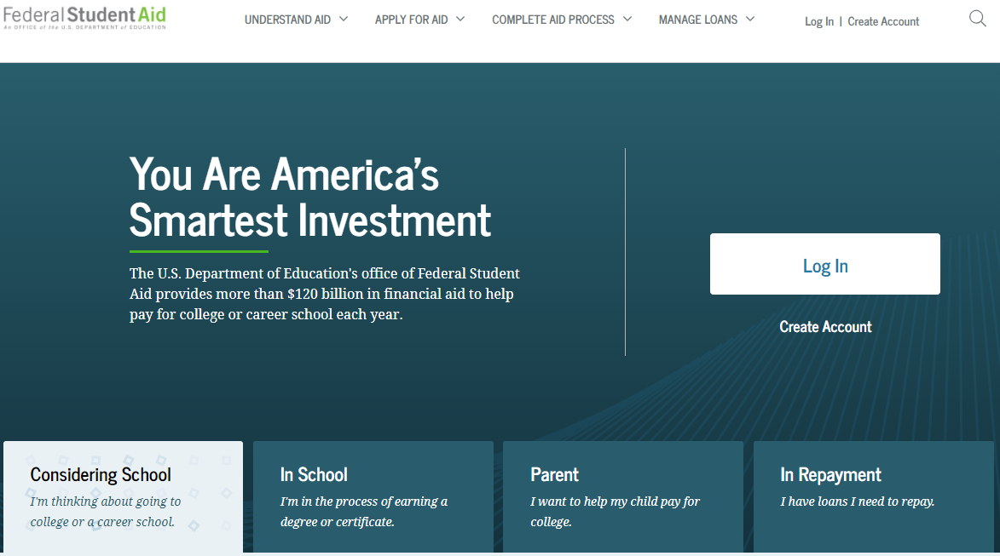 Federal Student Aid
An OFFICE of the U.S. DEPARTMENT of EDUCATION
UNDERSTAND AID
APPLY FOR AID
COMPLETE AID PROCESS
MANAGE LOANS
Log In | Create Account
You Are America's
Smartest Investment
The U.S. Department of Education's office of Federal Student
Aid provides more than $120 billion in financial aid to help
pay for college or career school each year.
Log In
Create Account
Considering School
I'm thinking about going to
college or a career school.
In School
I'm in the process of earning a
degree or certificate.
Parent
I want to help my child pay for
college.
In Repayment
I have loans I need to repay.